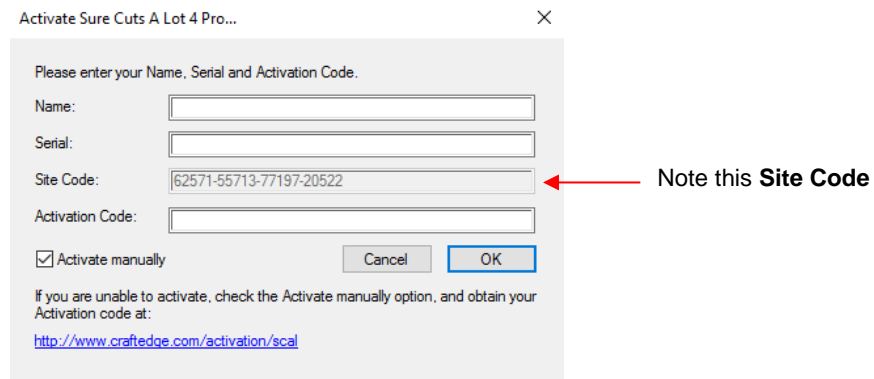 Activate Sure Cuts A Lot 4 Pro...
Please enter your Name, Serial and Activation Code.
Name:
Serial:
Site Code: 62571-55713-77197-20522
Note this Site Code
Activation Code:
Activate manually
Cancel
OK
If you are unable to activate, check the Activate manually option, and obtain your
Activation code at:
http://www.craftedge.com/activation/scal